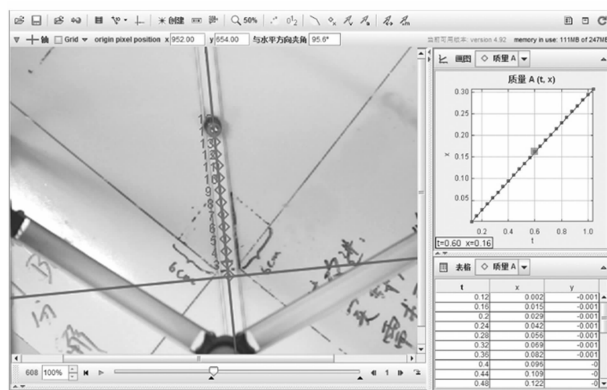 创建 50%
轴 Grid origin pixel position x 952.00 y 654.00 与水平方向夹角 95.6°
version 4.92 memory in use: 111MB of 247MB
画图 质量 A
质量 A (t, x)
0.30
0.25
0.20
0.15
0.10
0.05
x
0.2 0.4 0.6 0.8 1.0
t
t=0.60 x=0.16
质量 A
t x y
0.12 0.002 -0.001
0.16 0.015 -0.001
0.2 0.029 -0.001
0.24 0.042 -0.001
0.28 0.056 -0.001
0.32 0.069 -0.001
0.36 0.082 -0.001
0.4 0.096 -0
0.44 0.109 -0
0.48 0.122 -0
6cm 6cm
608 100% 1